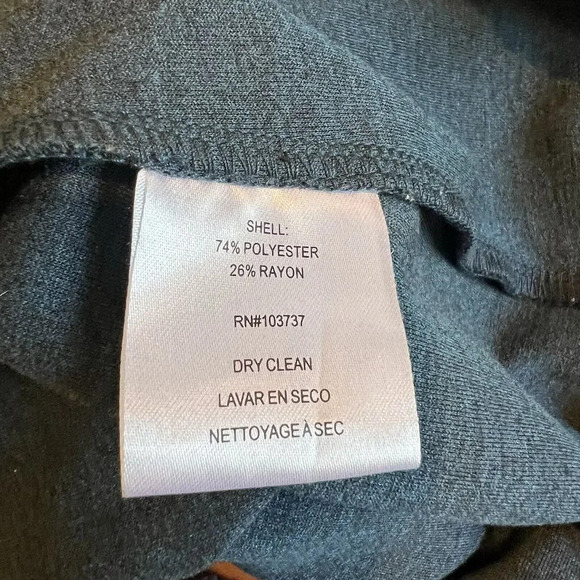 SHELL:
74% POLYESTER
26% RAYON
RN#103737
DRY CLEAN
LAVAR EN SECO
NETTOYAGE À SEC